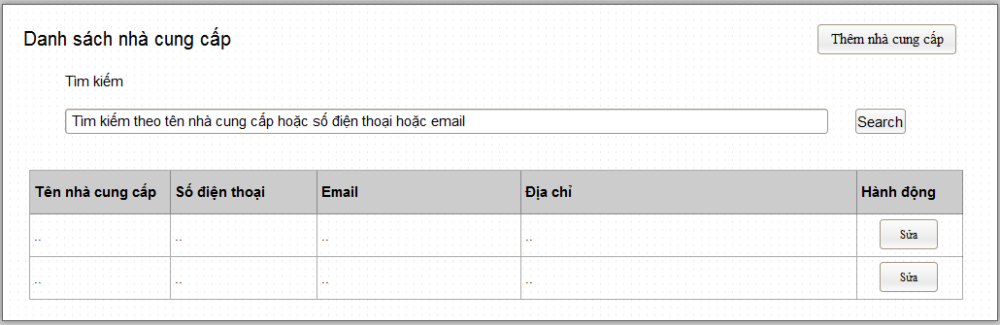 Danh sách nhà cung cấp
Thêm nhà cung cấp
Tìm kiếm
Tìm kiếm theo tên nhà cung cấp hoặc số điện thoại hoặc email
Search
Tên nhà cung cấp Số điện thoại Email Địa chỉ Hành động
.. .. .. .. Sửa
.. .. .. .. Sửa